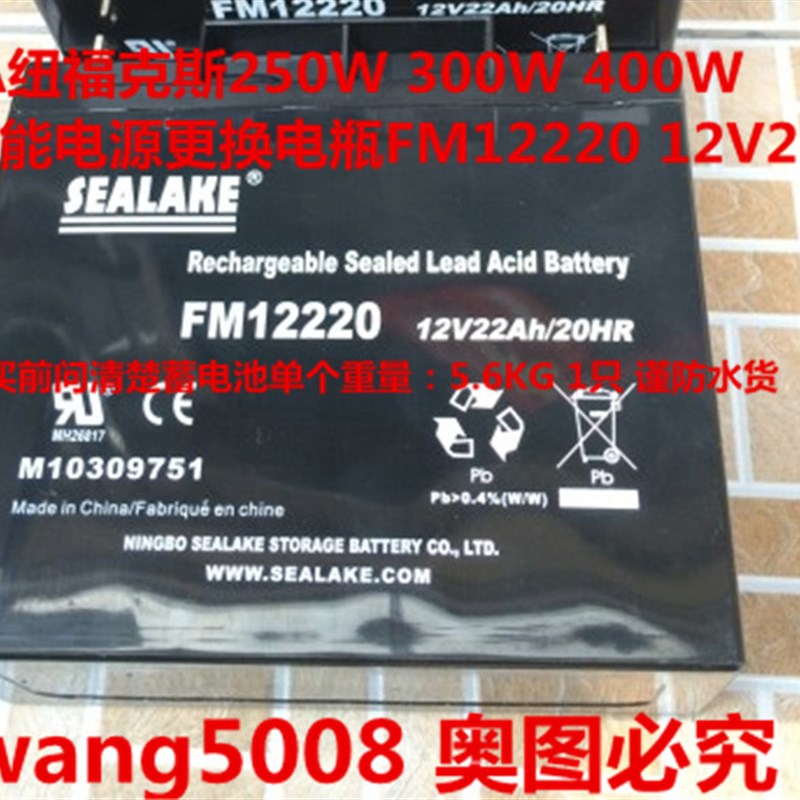 FM12220 12V22Ah/20HR
纽福克斯250W 300W 400W
能电源更换电瓶FM12220 12V2
SEALAKE®
Rechargeable Sealed Lead Acid Battery
FM12220 12V22Ah/20HR
买前问清楚蓄电池单个重量：5.6KG 1只 谨防水货
MH26817
M10309751
Pb Pb
Pb>0.4%(W/W)
Made in China/Fabriqué en chine
NINGBO SEALAKE STORAGE BATTERY CO., LTD.
WWW.SEALAKE.COM
wang5008 奥图必究